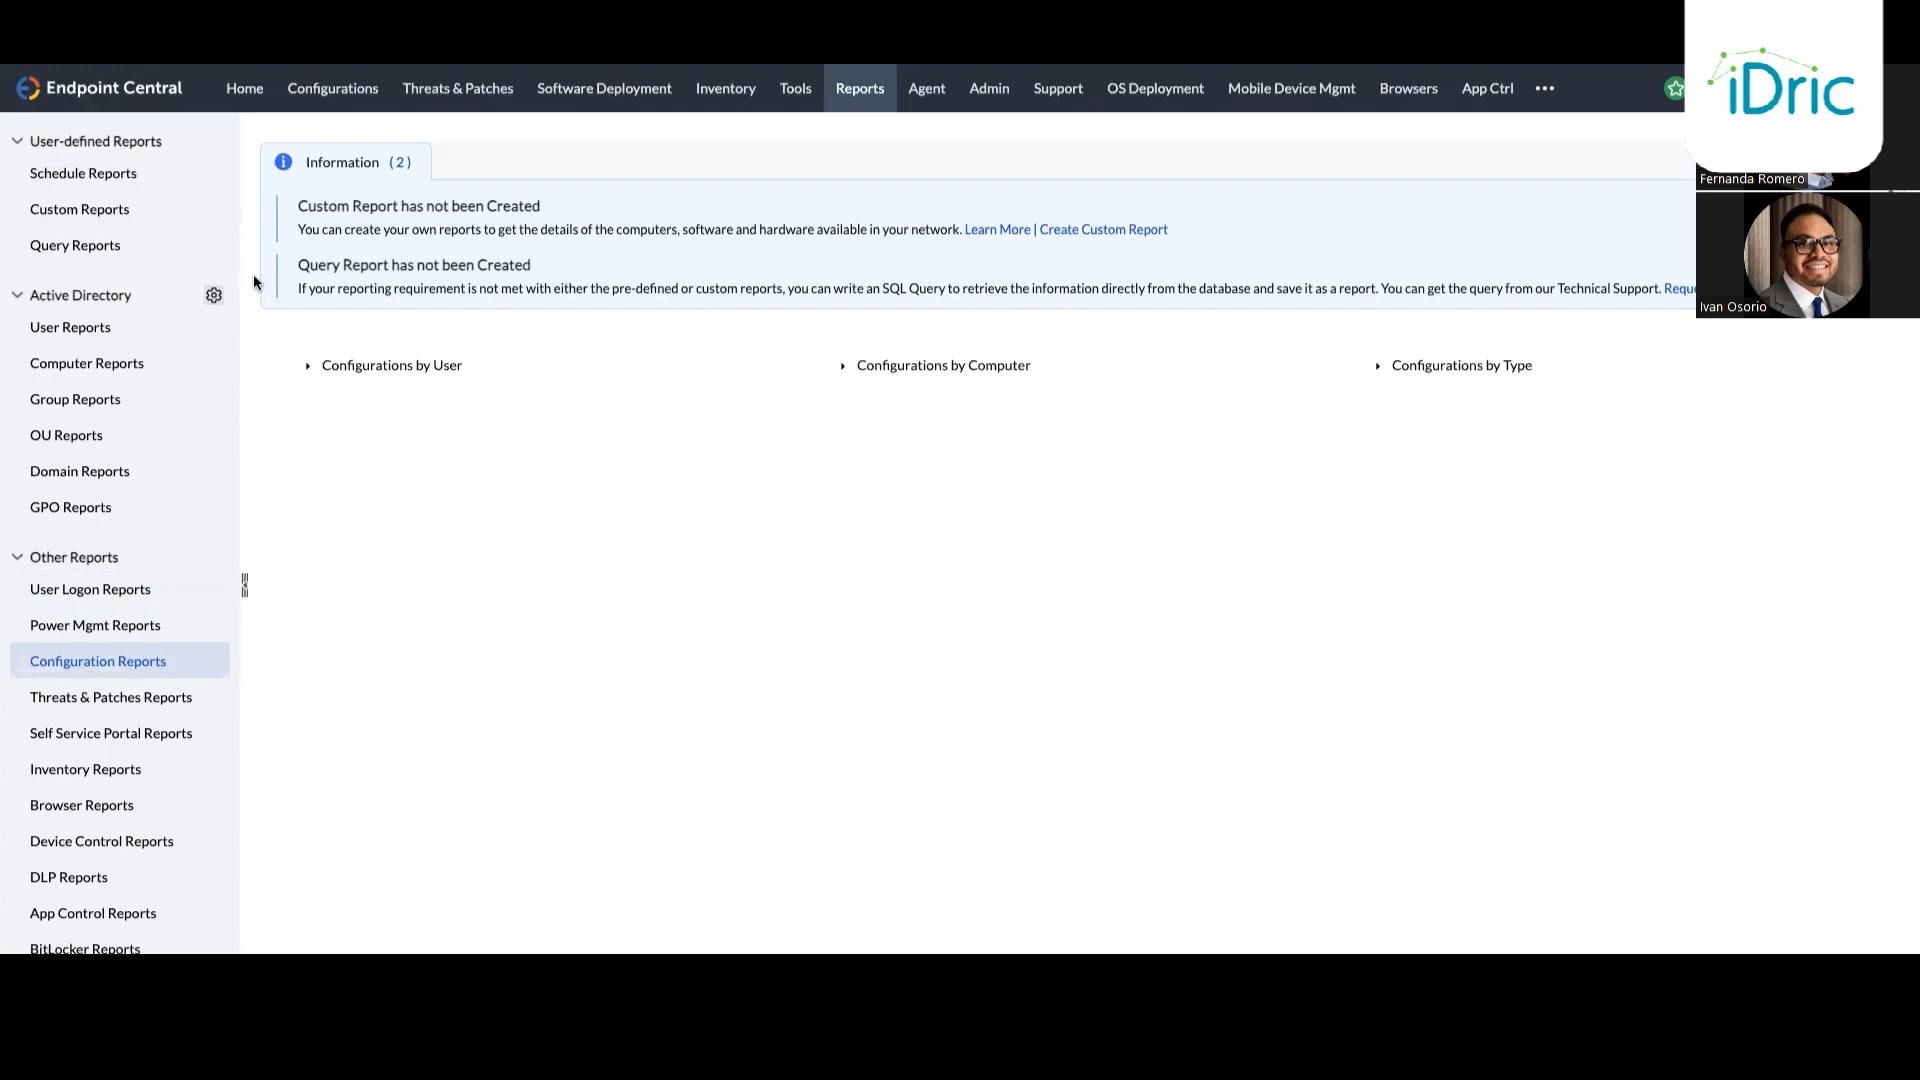 Endpoint Central
Home
Configurations
Threats & Patches
Software Deployment
Inventory
Tools
Reports
Agent
Admin
Support
OS Deployment
Mobile Device Mgmt
Browsers
App Ctrl
iDric
Fernanda Romero
Ivan Osorio
User-defined Reports
Schedule Reports
Custom Reports
Query Reports
Active Directory
User Reports
Computer Reports
Group Reports
OU Reports
Domain Reports
GPO Reports
Other Reports
User Logon Reports
Power Mgmt Reports
Configuration Reports
Threats & Patches Reports
Self Service Portal Reports
Inventory Reports
Browser Reports
Device Control Reports
DLP Reports
App Control Reports
BitLocker Reports
Information (2)
Custom Report has not been Created
You can create your own reports to get the details of the computers, software and hardware available in your network. Learn More | Create Custom Report
Query Report has not been Created
If your reporting requirement is not met with either the pre-defined or custom reports, you can write an SQL Query to retrieve the information directly from the database and save it as a report. You can get the query from our Technical Support.
Configurations by User
Configurations by Computer
Configurations by Type